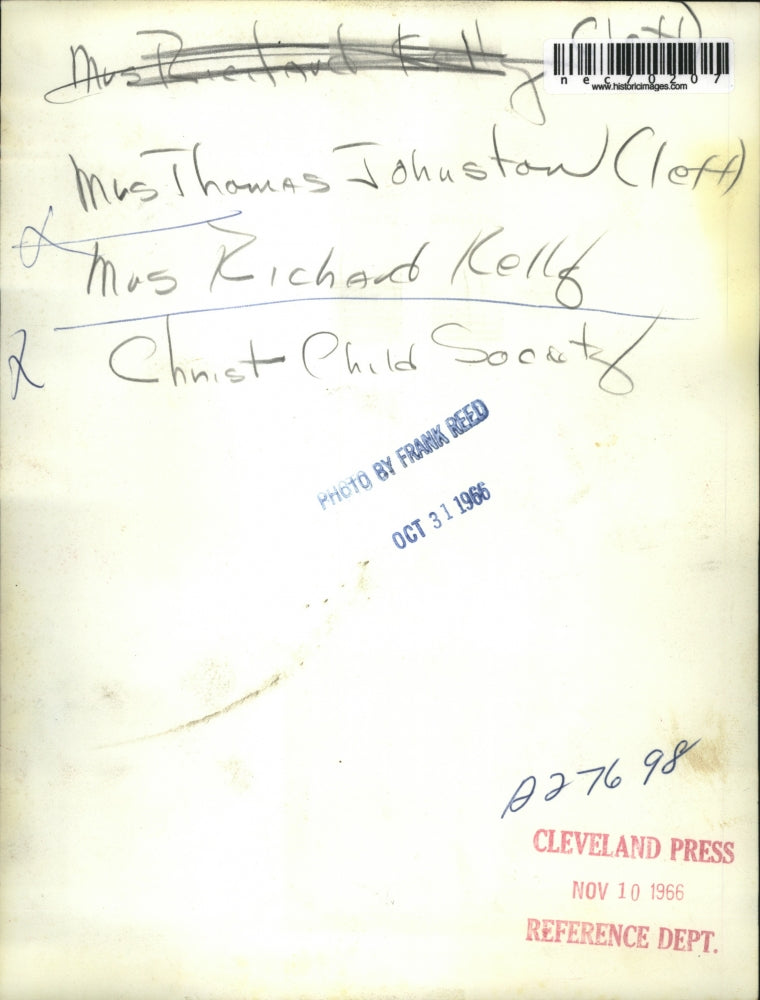 Mrs Richard Kelly (left)
nec70207
www.historicimages.com
Mrs Thomas Johnston (left)
Mrs Richard Kelly
Christ Child Society
PHOTO BY FRANK REED
OCT 31 1966
A27698
CLEVELAND PRESS
NOV 10 1966
REFERENCE DEPT.